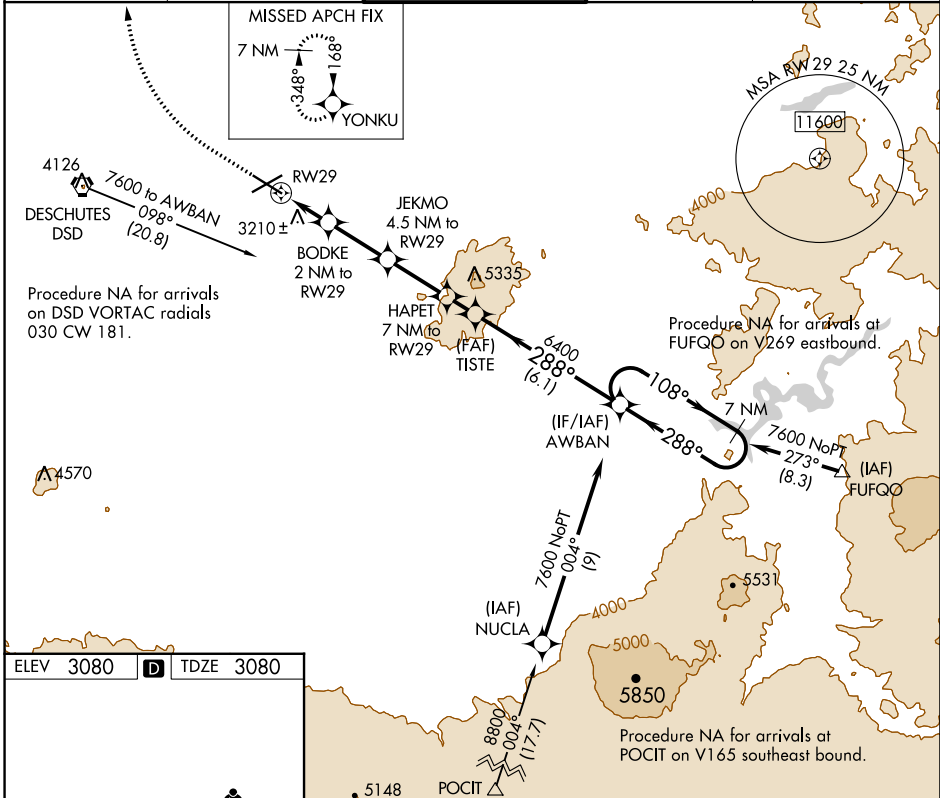 MISSED APCH FIX
7 NM
348°
168°
YONKU
MSA RW 29 25 NM
11600
4126
DESCHUTES
DSD
7600 to AWBAN
098°
(20.8)
RW29
3210 ±
BODKE
2 NM to
RW29
JEKMO
4.5 NM to
RW29
4000
5335
HAPET
7 NM to
RW29
(FAF)
TISTE
Procedure NA for arrivals
on DSD VORTAC radials
030 CW 181.
6400
288°
(6.1)
Procedure NA for arrivals at
FUFQO on V269 eastbound.
108°
7 NM
288°
(IF/IAF)
AWBAN
7600 NoPT
273°
(8.3)
(IAF)
FUFQO
4570
7600 NoPT
004°
(9)
(IAF)
NUCLA
4000
5531
5000
5850
ELEV 3080 D TDZE 3080
8800
004°
(17.7)
Procedure NA for arrivals at
POCIT on V165 southeast bound.
5148
POCIT